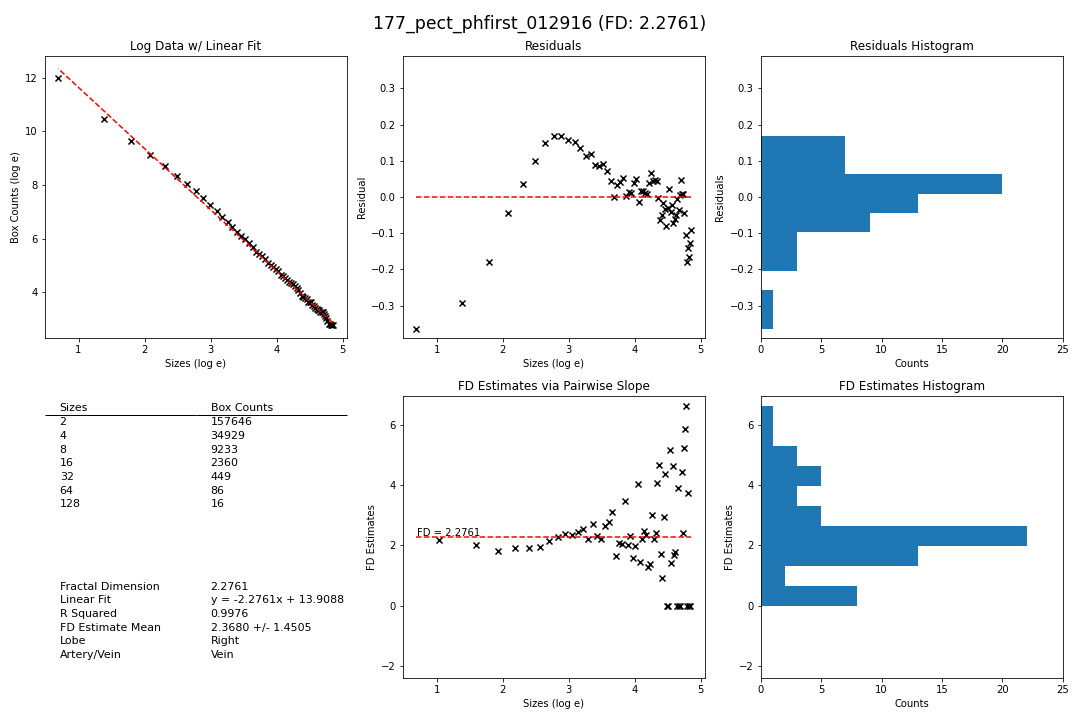 177_pect_phfirst_012916 (FD: 2.2761)
Log Data w/ Linear Fit
12
10
8
6
4
Box Counts (log e)
1 2 3 4 5
Sizes (log e)
Residuals
0.3
0.2
0.1
0.0
−0.1
−0.2
−0.3
Residual
1 2 3 4 5
Sizes (log e)
Residuals Histogram
0.3
0.2
0.1
0.0
−0.1
−0.2
−0.3
Residuals
0 5 10 15 20 25
Counts
Sizes Box Counts
2 157646
4 34929
8 9233
16 2360
32 449
64 86
128 16
Fractal Dimension 2.2761
Linear Fit y = -2.2761x + 13.9088
R Squared 0.9976
FD Estimate Mean 2.3680 +/- 1.4505
Lobe Right
Artery/Vein Vein
FD Estimates via Pairwise Slope
6
4
2
0
−2
FD Estimates
FD = 2.2761
1 2 3 4 5
Sizes (log e)
FD Estimates Histogram
6
4
2
0
−2
FD Estimates
0 5 10 15 20 25
Counts